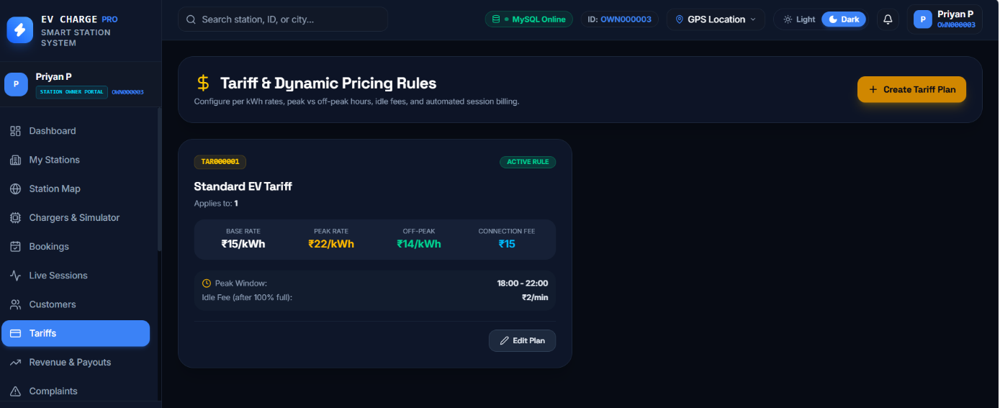 EV CHARGE PRO
SMART STATION
SYSTEM
Search station, ID, or city...
MySQL Online
ID: OWN000003
GPS Location
Light
Dark
P
Priyan P
OWN000003
P
Priyan P
STATION OWNER PORTAL OWN000003
Dashboard
My Stations
Station Map
Chargers & Simulator
Bookings
Live Sessions
Customers
Tariffs
Revenue & Payouts
Complaints
$ Tariff & Dynamic Pricing Rules
Configure per kWh rates, peak vs off-peak hours, idle fees, and automated session billing.
+ Create Tariff Plan
TAR000001
ACTIVE RULE
Standard EV Tariff
Applies to: 1
BASE RATE PEAK RATE OFF-PEAK CONNECTION FEE
₹15/kWh ₹22/kWh ₹14/kWh ₹15
Peak Window: 18:00 - 22:00
Idle Fee (after 100% full): ₹2/min
Edit Plan